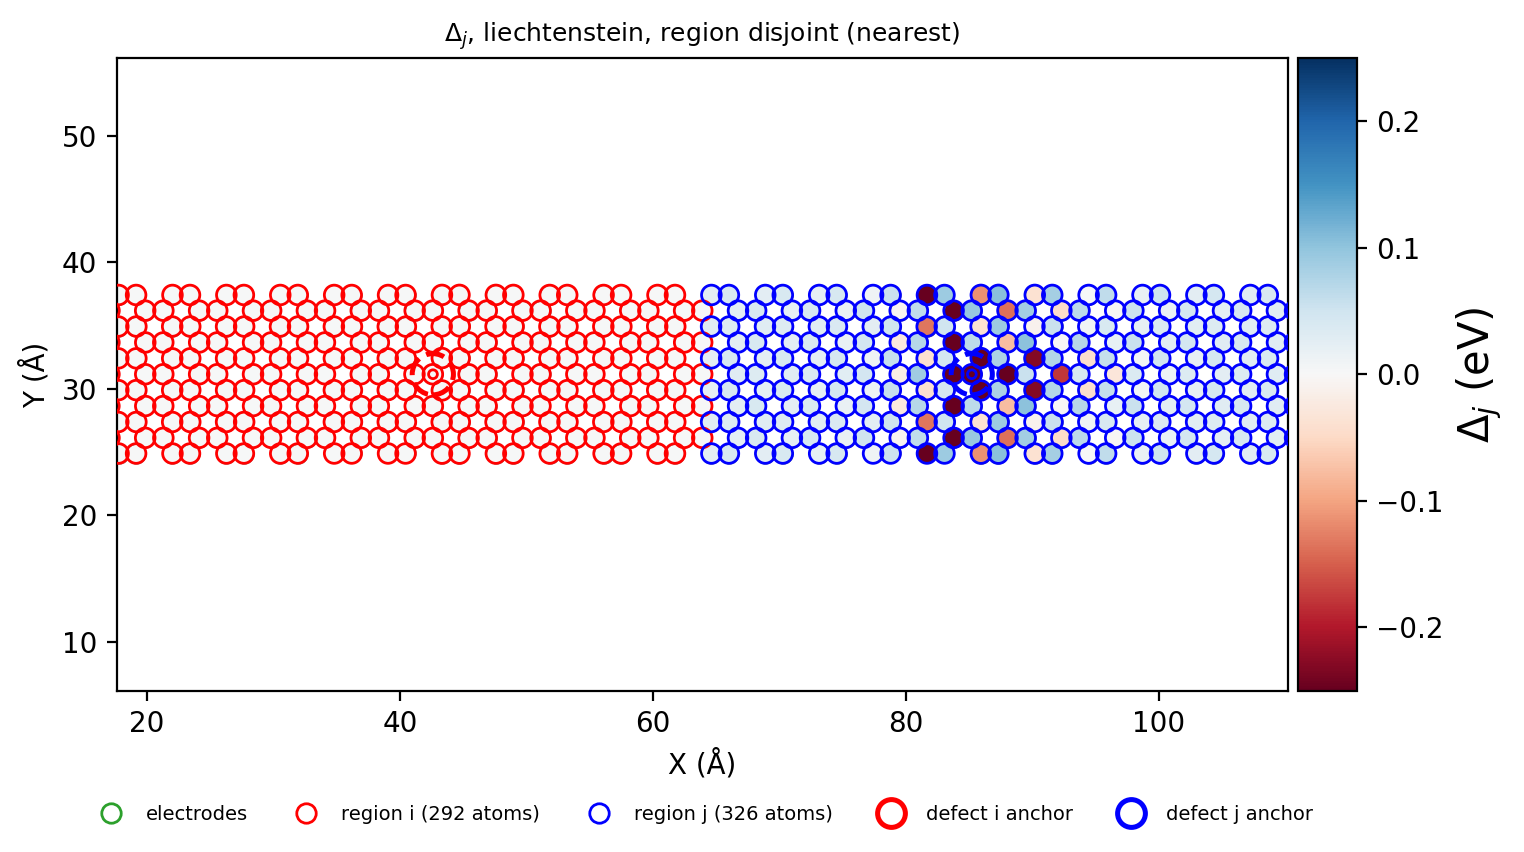 Δj, liechtenstein, region disjoint (nearest)
50
40
30
20
10
Y (Å)
20
40
60
80
100
X (Å)
0.2
0.1
0.0
−0.1
−0.2
Δj (eV)
electrodes
region i (292 atoms)
region j (326 atoms)
defect i anchor
defect j anchor